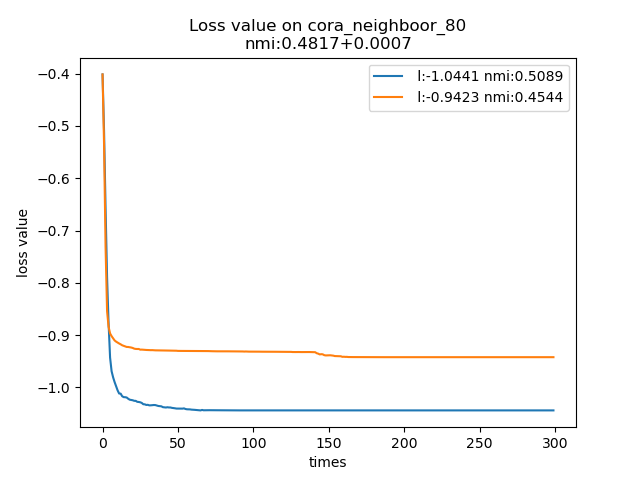 Loss value on cora_neighboor_80
nmi:0.4817+0.0007
l:-1.0441 nmi:0.5089
l:-0.9423 nmi:0.4544
loss value
−0.4
−0.5
−0.6
−0.7
−0.8
−0.9
−1.0
0 50 100 150 200 250 300
times